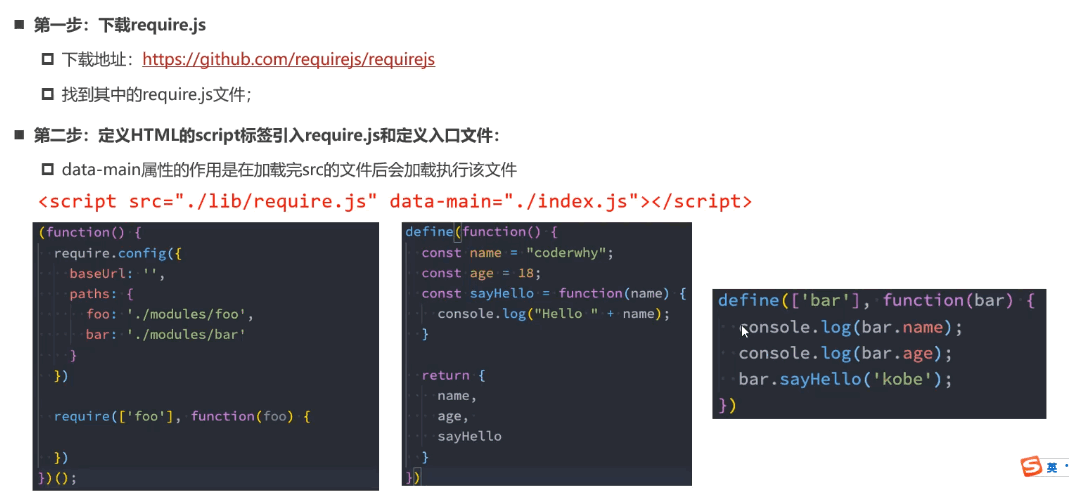 第一步：下载require.js
下载地址：https://github.com/requirejs/requirejs
找到其中的require.js文件；
第二步：定义HTML的script标签引入require.js和定义入口文件：
data-main属性的作用是在加载完src的文件后会加载执行该文件
<script src="./lib/require.js" data-main="./index.js"></script>
(function() {
  require.config({
    baseUrl: '',
    paths: {
      foo: './modules/foo',
      bar: './modules/bar'
    }
  })

  require(['foo'], function(foo) {

  })
})();
define(function() {
  const name = "coderwhy";
  const age = 18;
  const sayHello = function(name) {
    console.log("Hello " + name);
  }

  return {
    name,
    age,
    sayHello
  }
})
define(['bar'], function(bar) {
  console.log(bar.name);
  console.log(bar.age);
  bar.sayHello('kobe');
})
S 英